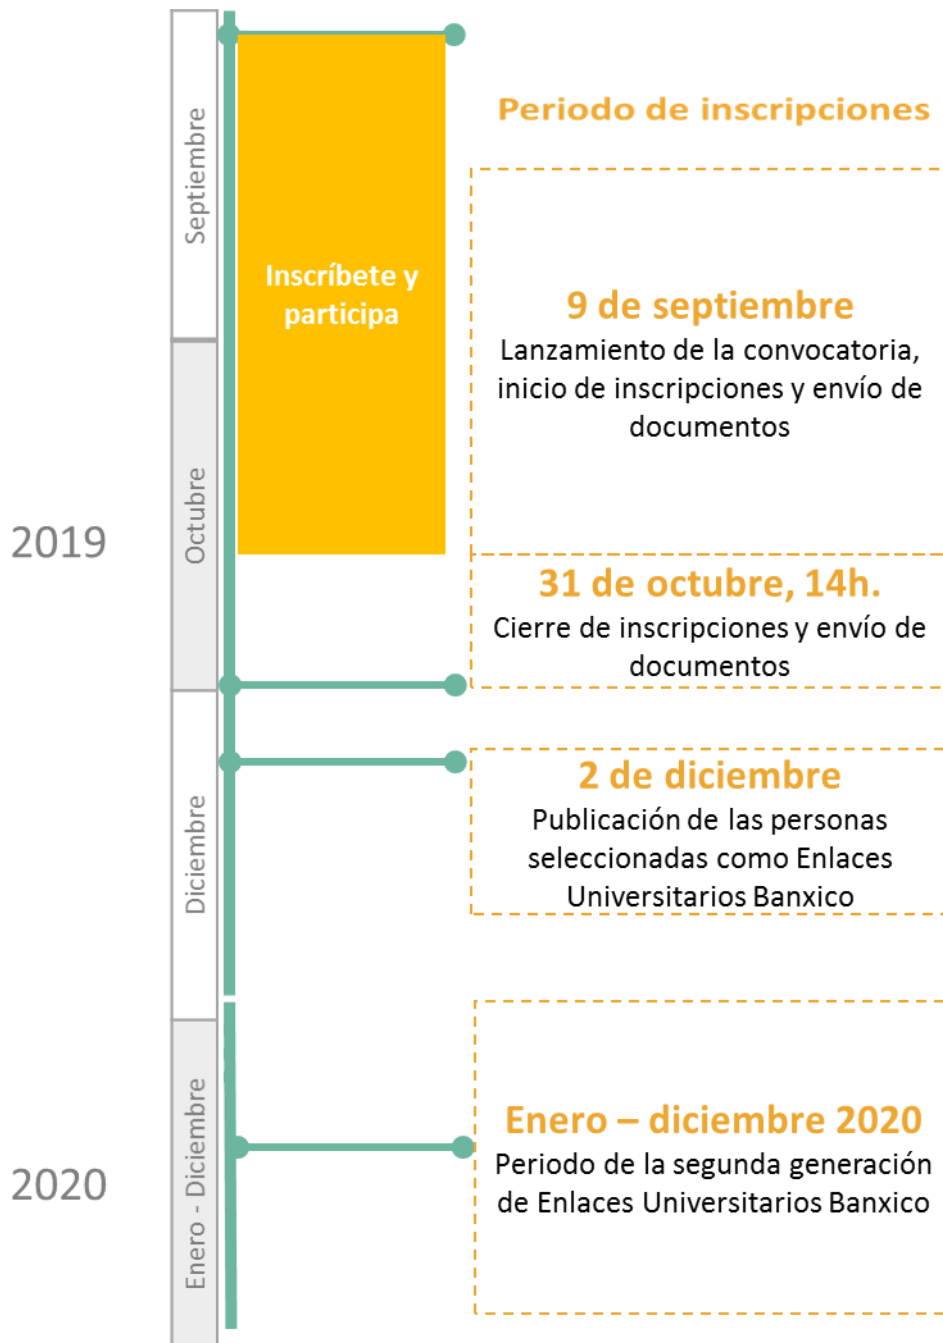 Periodo de inscripciones
2019
Septiembre
Octubre
Inscríbete y
participa
9 de septiembre
Lanzamiento de la convocatoria,
inicio de inscripciones y envío de
documentos
31 de octubre, 14h.
Cierre de inscripciones y envío de
documentos
Diciembre
2 de diciembre
Publicación de las personas
seleccionadas como Enlaces
Universitarios Banxico
2020
Enero - Diciembre
Enero – diciembre 2020
Periodo de la segunda generación
de Enlaces Universitarios Banxico